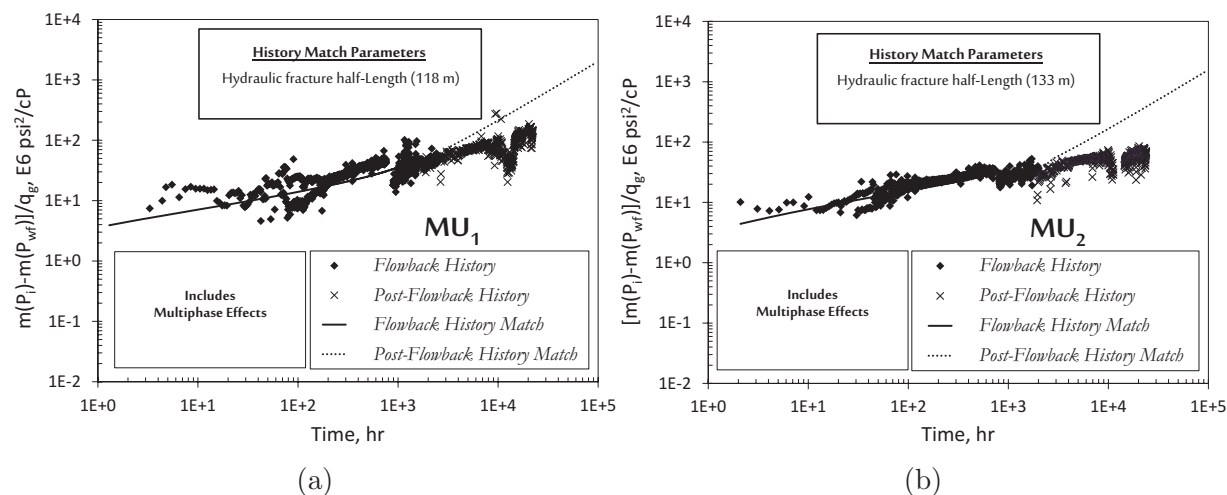 1E+4
1E+3
1E+2
1E+1
1E+0
1E-1
1E-2
m(Pi)-m(Pwf)]/qg, E6 psi²/cP
History Match Parameters
Hydraulic fracture half-Length (118 m)
MU1
Includes
Multiphase Effects
Flowback History
Post-Flowback History
Flowback History Match
Post-Flowback History Match
1E+0 1E+1 1E+2 1E+3 1E+4 1E+5
Time, hr
(a)
1E+4
1E+3
1E+2
1E+1
1E+0
1E-1
1E-2
[m(Pi)-m(Pwf)]/qg, E6 psi²/cP
History Match Parameters
Hydraulic fracture half-Length (133 m)
MU2
Includes
Multiphase Effects
Flowback History
Post-Flowback History
Flowback History Match
Post-Flowback History Match
1E+0 1E+1 1E+2 1E+3 1E+4 1E+5
Time, hr
(b)